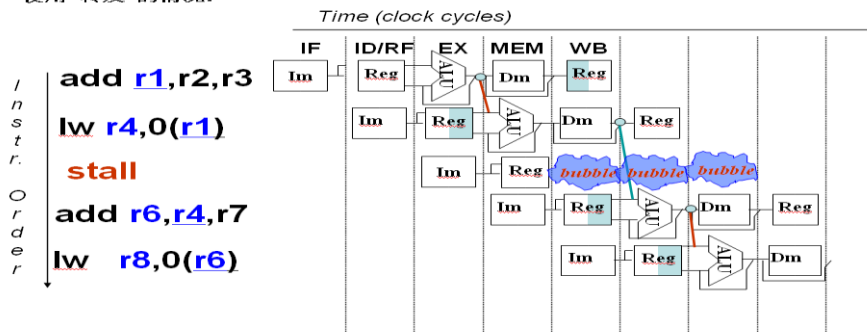 Time (clock cycles)
IF ID/RF EX MEM WB
Instr. Order
add r1,r2,r3
Im Reg ALU Dm Reg
lw r4,0(r1)
Im Reg ALU Dm Reg
stall
Im Reg bubble bubble bubble
add r6,r4,r7
Im Reg ALU Dm Reg
lw r8,0(r6)
Im Reg ALU Dm